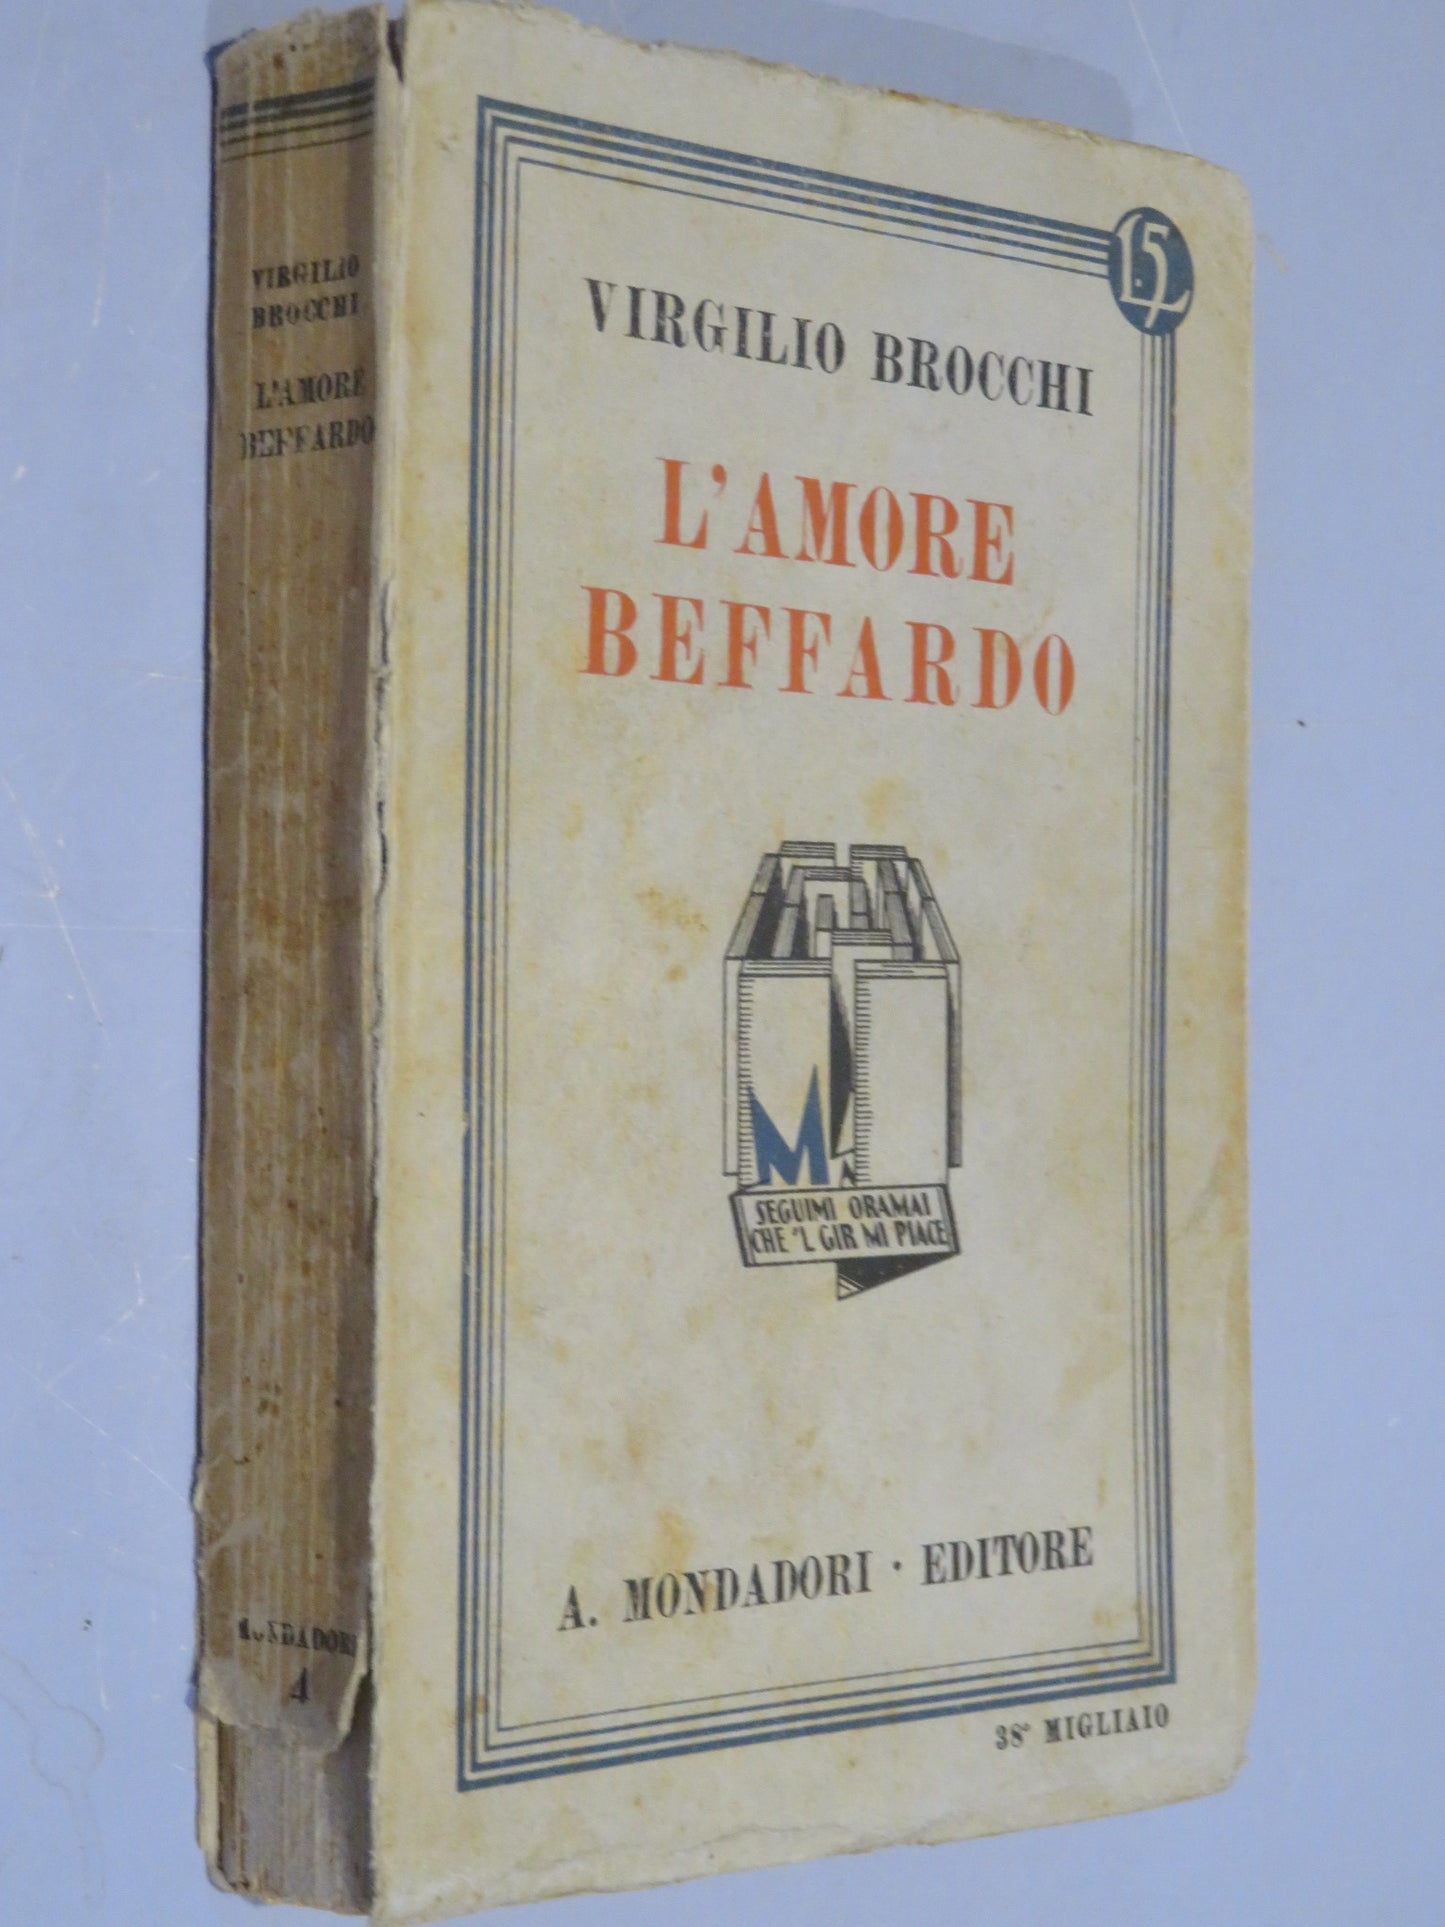 VIRGILIO
BROCCHI
L'AMORE
BEFFARDO
MONDADORI
4
L.5
VIRGILIO BROCCHI
L'AMORE
BEFFARDO
M
SEGUIMI ORAMAI
CHE 'L GIR MI PIACE
A. MONDADORI · EDITORE
38° MIGLIAIO